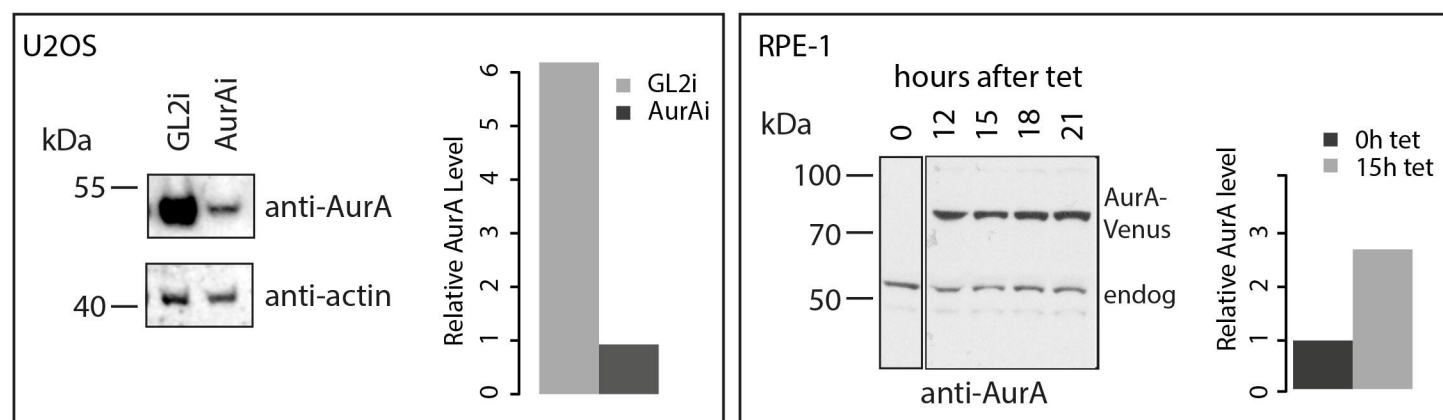 U2OS
kDa
GL2i
AurAi
55
anti-AurA
40
anti-actin
Relative AurA Level
6
5
4
3
2
1
0
GL2i
AurAi
RPE-1
hours after tet
kDa
0
12
15
18
21
100
70
50
AurA-
Venus
endog
anti-AurA
Relative AurA level
3
2
1
0
0h tet
15h tet